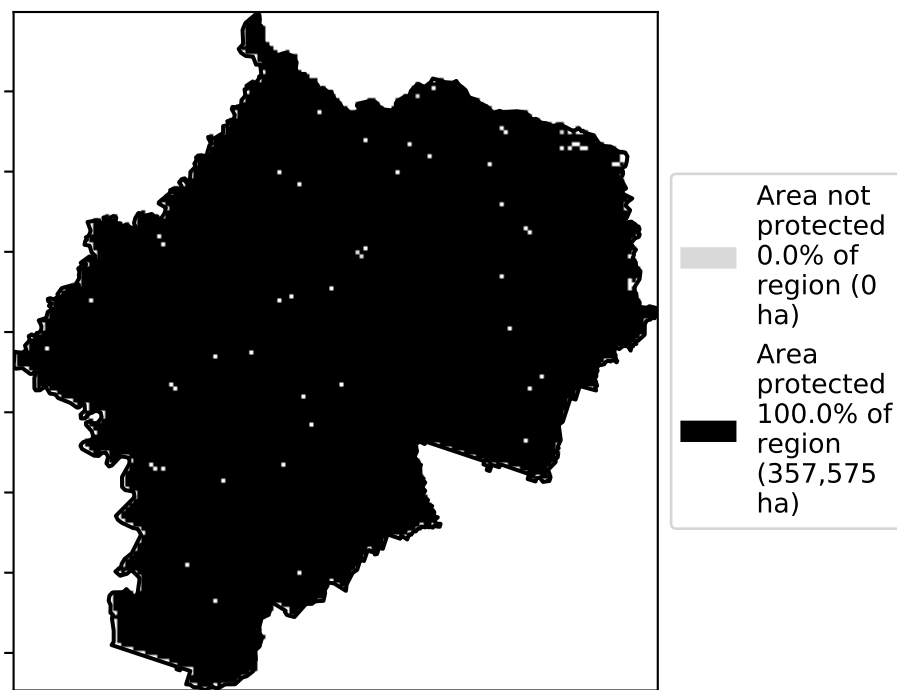 Area not
protected
0.0% of
region (0
ha)
Area
protected
100.0% of
region
(357,575
ha)